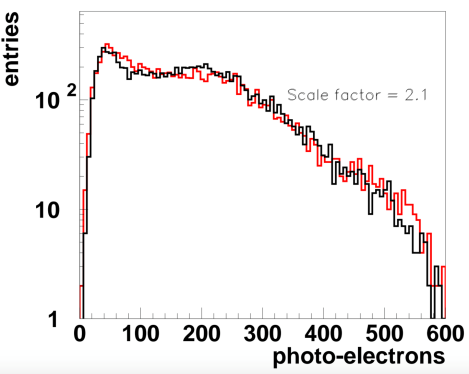 entries
10 2
Scale factor = 2.1
10
1
0 100 200 300 400 500 600
photo-electrons